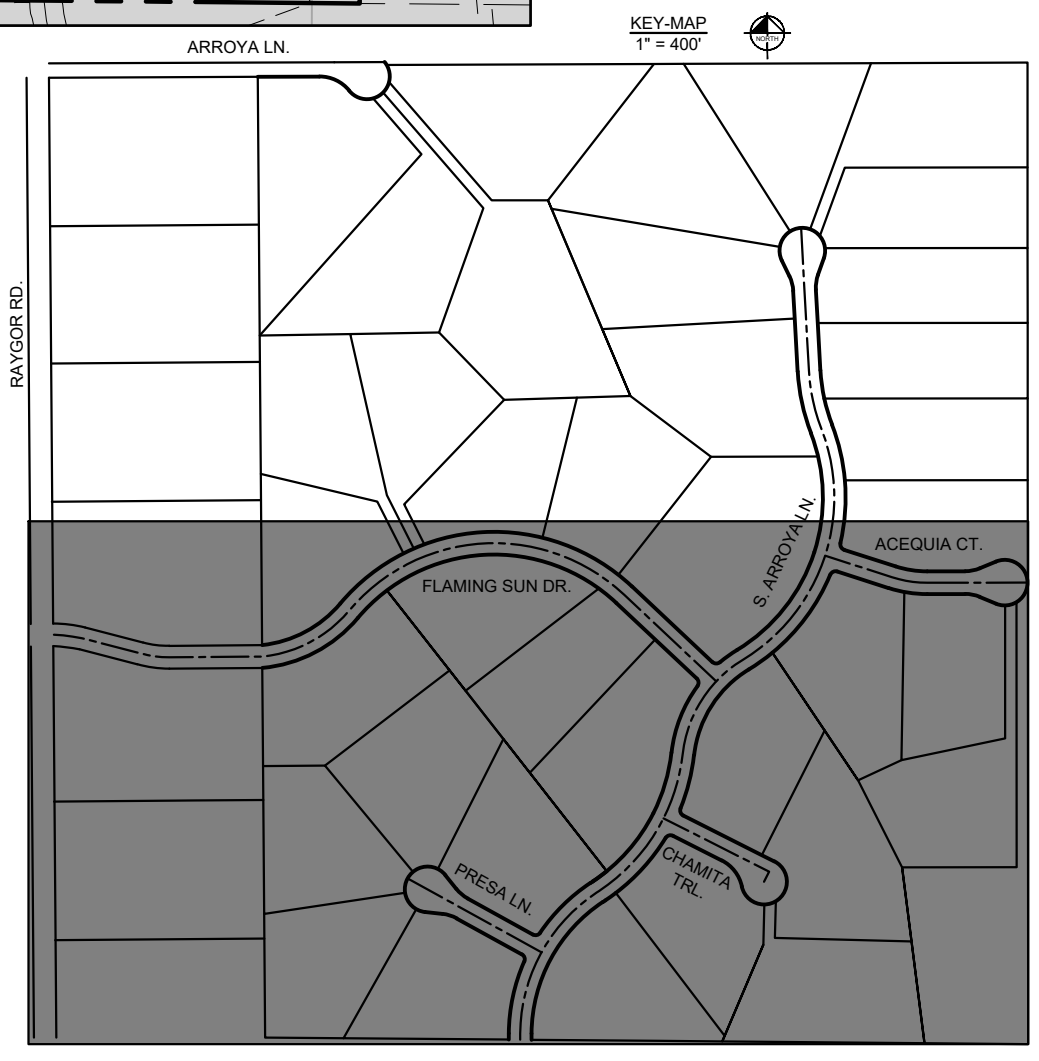 KEY-MAP
1" = 400'
NORTH
ARROYA LN.
RAYGOR RD.
S. ARROYA LN.
ACEQUIA CT.
FLAMING SUN DR.
CHAMITA
TRL.
PRESA LN.